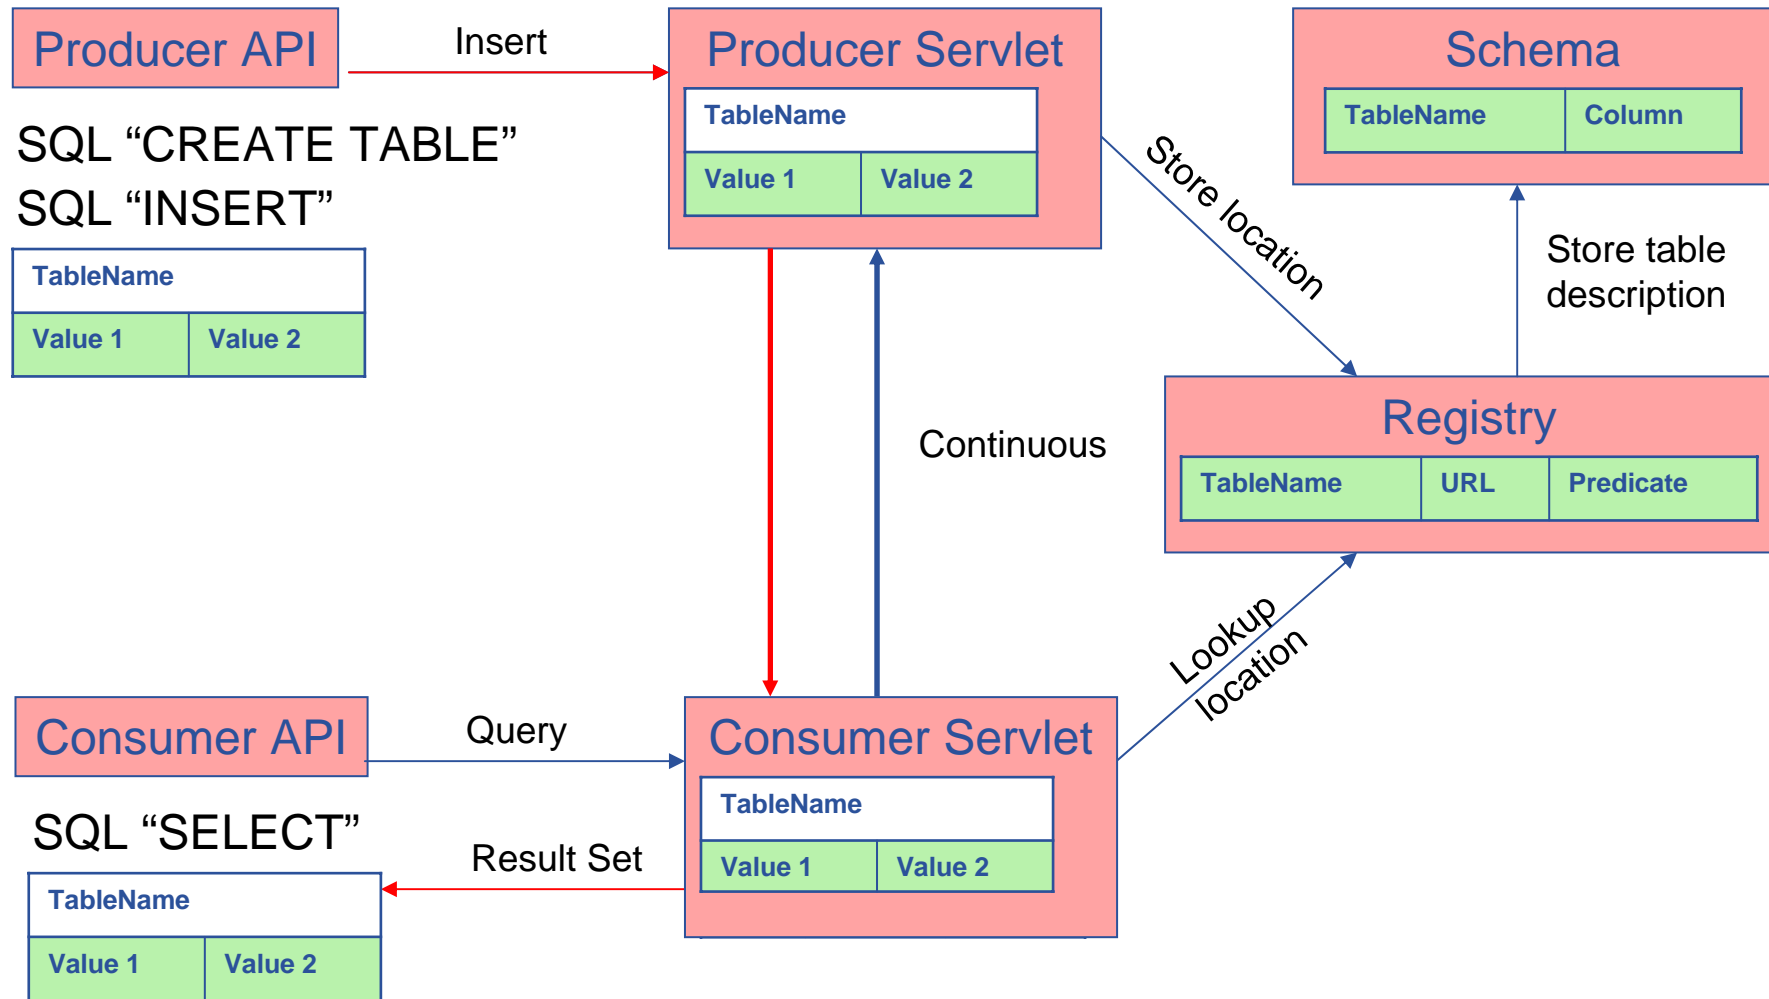 Producer API
Insert
Producer Servlet
TableName
Value 1
Value 2
Schema
TableName
Column
SQL “CREATE TABLE”
SQL “INSERT”
TableName
Value 1
Value 2
Store location
Store table
description
Continuous
Registry
TableName
URL
Predicate
Lookup
location
Consumer API
Query
Consumer Servlet
TableName
Value 1
Value 2
SQL “SELECT”
Result Set
TableName
Value 1
Value 2